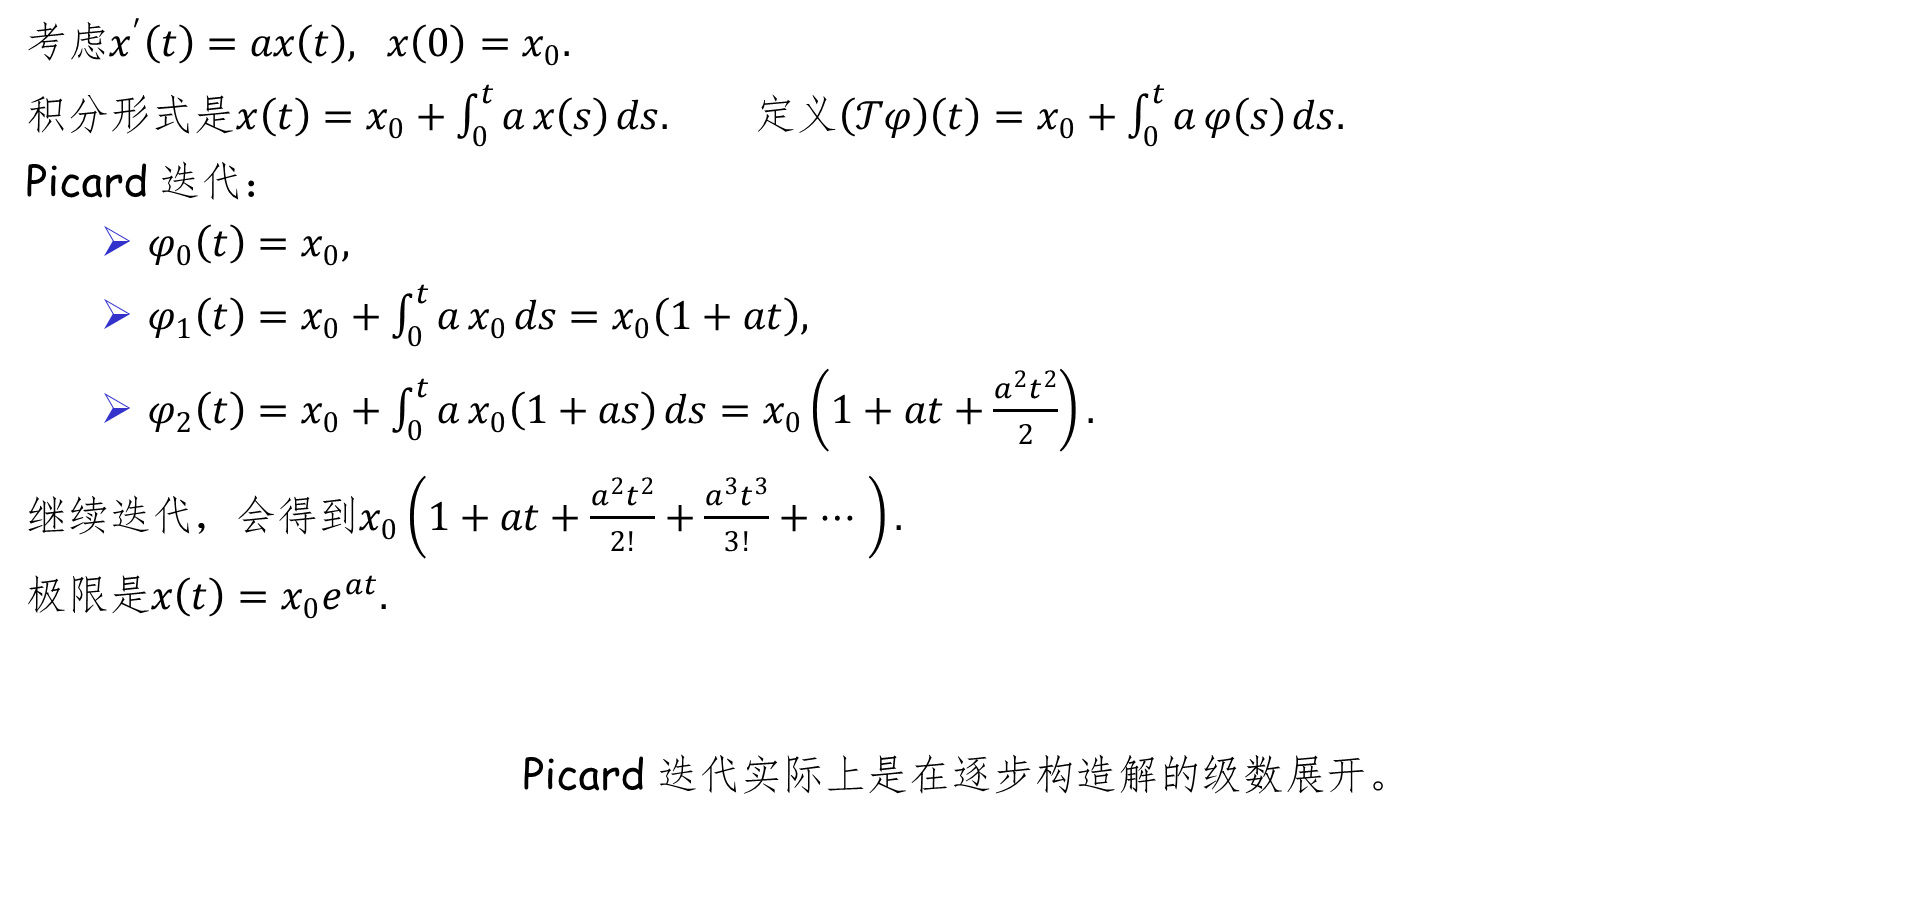 考虑x′(t) = ax(t), x(0) = x₀.
积分形式是x(t) = x₀ + ∫₀ᵗ a x(s) ds. 定义(𝒯φ)(t) = x₀ + ∫₀ᵗ a φ(s) ds.
Picard 迭代：
➢ φ₀(t) = x₀,
➢ φ₁(t) = x₀ + ∫₀ᵗ a x₀ ds = x₀(1 + at),
➢ φ₂(t) = x₀ + ∫₀ᵗ a x₀(1 + as) ds = x₀(1 + at + a²t²/2).
继续迭代，会得到x₀(1 + at + a²t²/2! + a³t³/3! + ⋯).
极限是x(t) = x₀eᵃᵗ.
Picard 迭代实际上是在逐步构造解的级数展开。